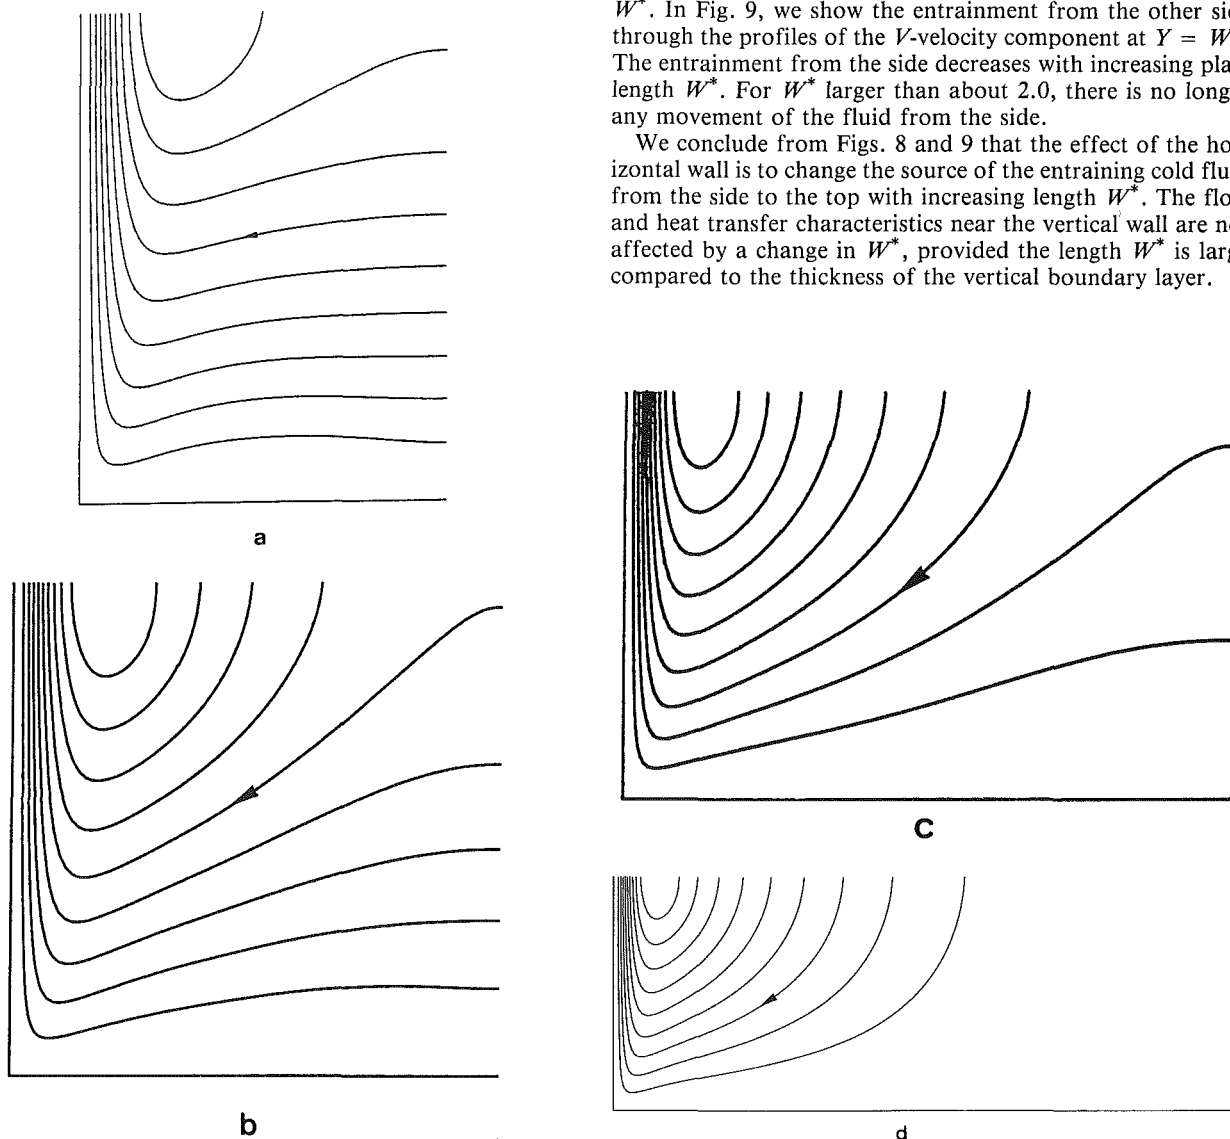 W*. In Fig. 9, we show the entrainment from the other sid
through the profiles of the V-velocity component at Y = W
The entrainment from the side decreases with increasing pla
length W*. For W* larger than about 2.0, there is no long
any movement of the fluid from the side.
We conclude from Figs. 8 and 9 that the effect of the ho
izontal wall is to change the source of the entraining cold flu
from the side to the top with increasing length W*. The flo
and heat transfer characteristics near the vertical wall are no
affected by a change in W*, provided the length W* is larg
compared to the thickness of the vertical boundary layer.
a
b
c
d